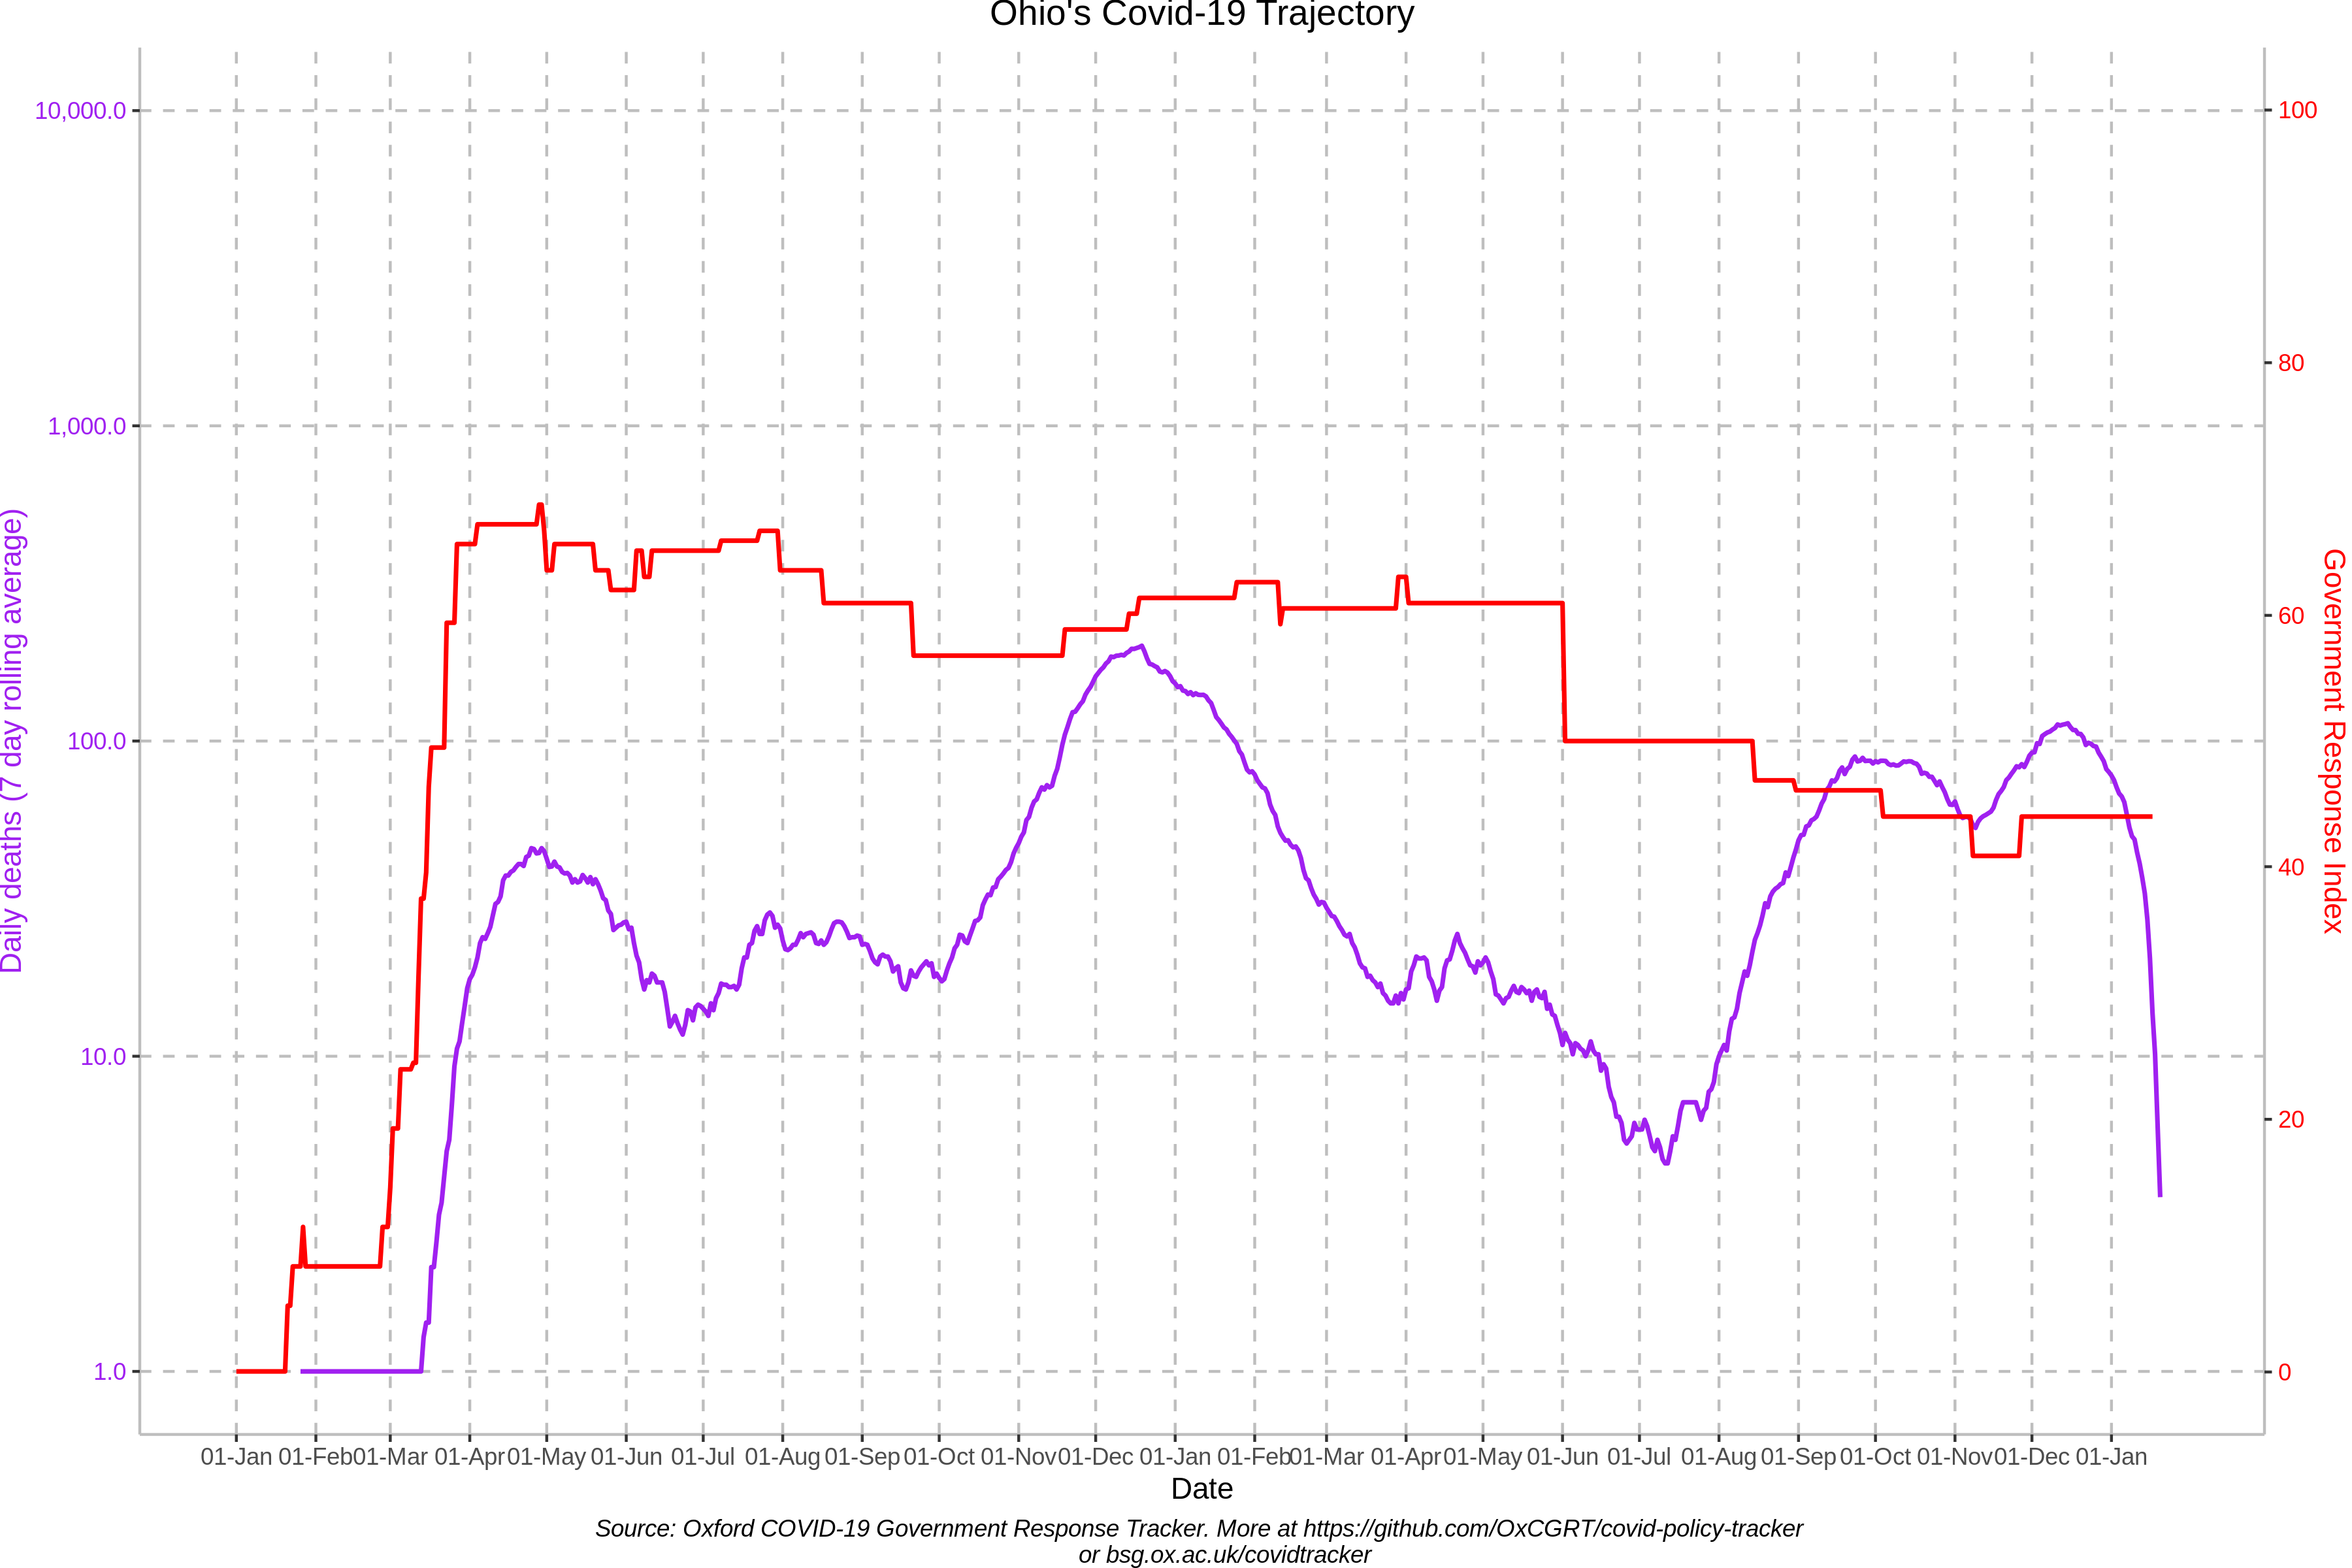 Ohio's Covid-19 Trajectory
10,000.0
1,000.0
100.0
10.0
1.0
Daily deaths (7 day rolling average)
100
80
60
40
20
0
Government Response Index
01-Jan 01-Feb 01-Mar 01-Apr 01-May 01-Jun 01-Jul 01-Aug 01-Sep 01-Oct 01-Nov 01-Dec 01-Jan 01-Feb 01-Mar 01-Apr 01-May 01-Jun 01-Jul 01-Aug 01-Sep 01-Oct 01-Nov 01-Dec 01-Jan
Date
Source: Oxford COVID-19 Government Response Tracker. More at https://github.com/OxCGRT/covid-policy-tracker
or bsg.ox.ac.uk/covidtracker